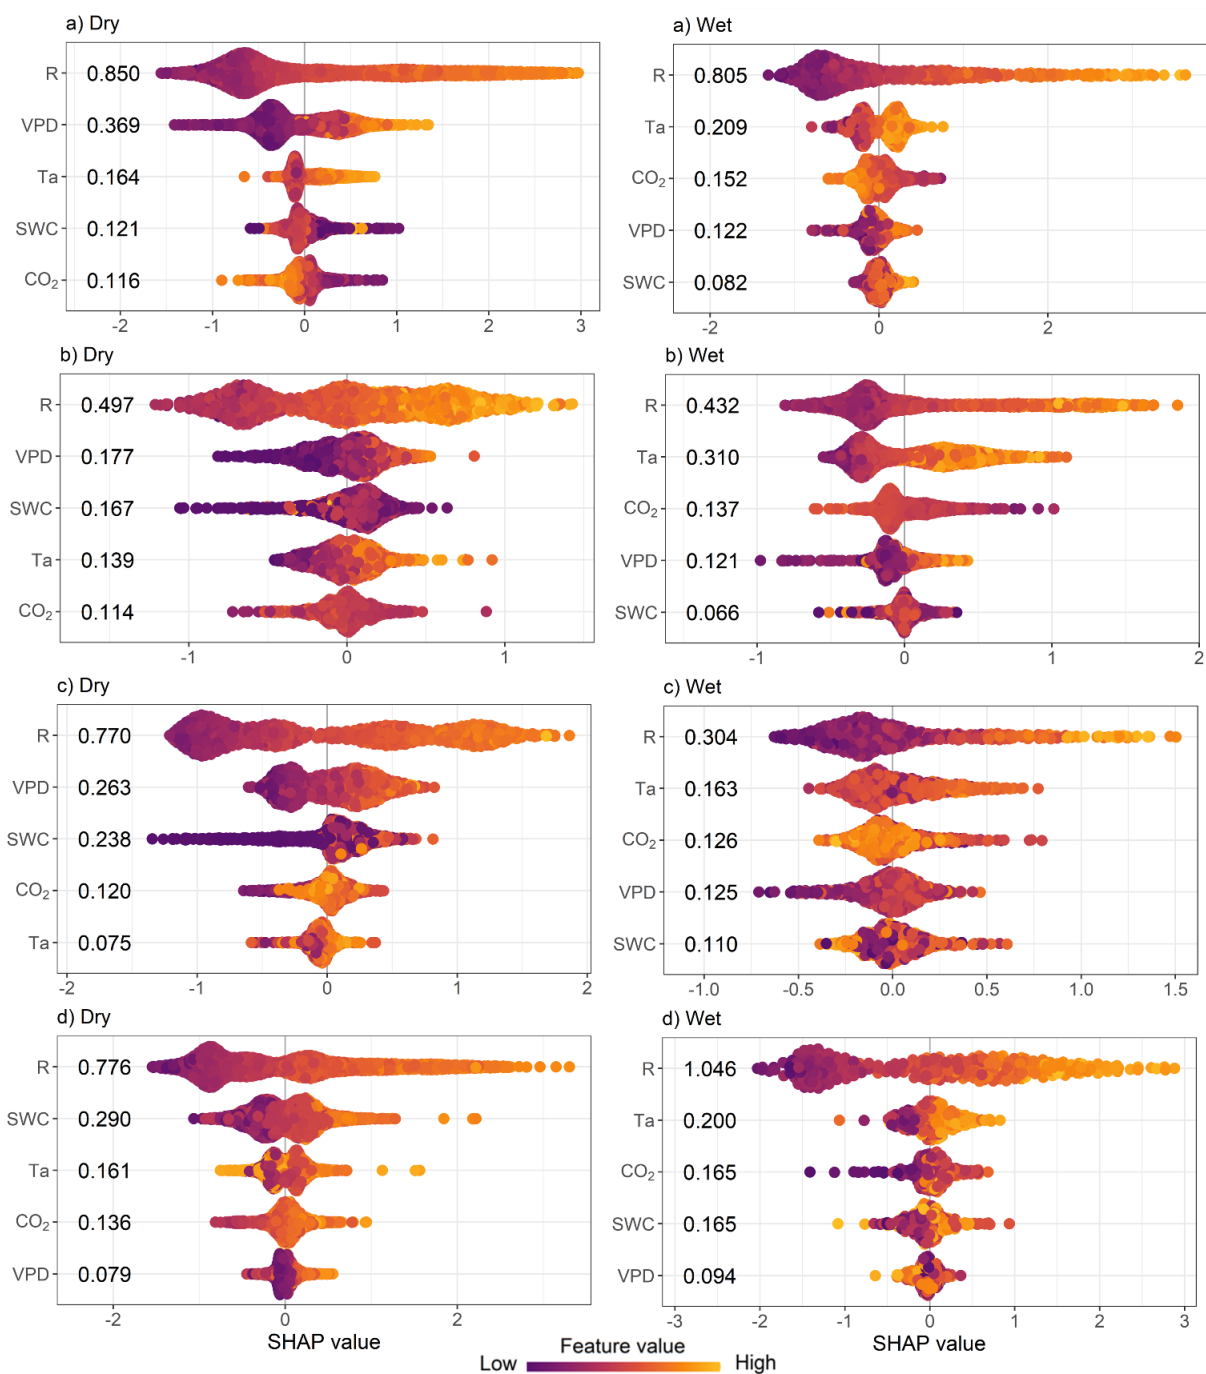 a) Dry
R 0.850
VPD 0.369
Ta 0.164
SWC 0.121
CO₂ 0.116
-2 -1 0 1 2 3
a) Wet
R 0.805
Ta 0.209
CO₂ 0.152
VPD 0.122
SWC 0.082
-2 0 2
b) Dry
R 0.497
VPD 0.177
SWC 0.167
Ta 0.139
CO₂ 0.114
-1 0 1
b) Wet
R 0.432
Ta 0.310
CO₂ 0.137
VPD 0.121
SWC 0.066
-1 0 1 2
c) Dry
R 0.770
VPD 0.263
SWC 0.238
CO₂ 0.120
Ta 0.075
-2 -1 0 1 2
c) Wet
R 0.304
Ta 0.163
CO₂ 0.126
VPD 0.125
SWC 0.110
-1.0 -0.5 0.0 0.5 1.0 1.5
d) Dry
R 0.776
SWC 0.290
Ta 0.161
CO₂ 0.136
VPD 0.079
-2 0 2
SHAP value
d) Wet
R 1.046
Ta 0.200
CO₂ 0.165
SWC 0.165
VPD 0.094
-3 -2 -1 0 1 2 3
SHAP value
Feature value
Low High